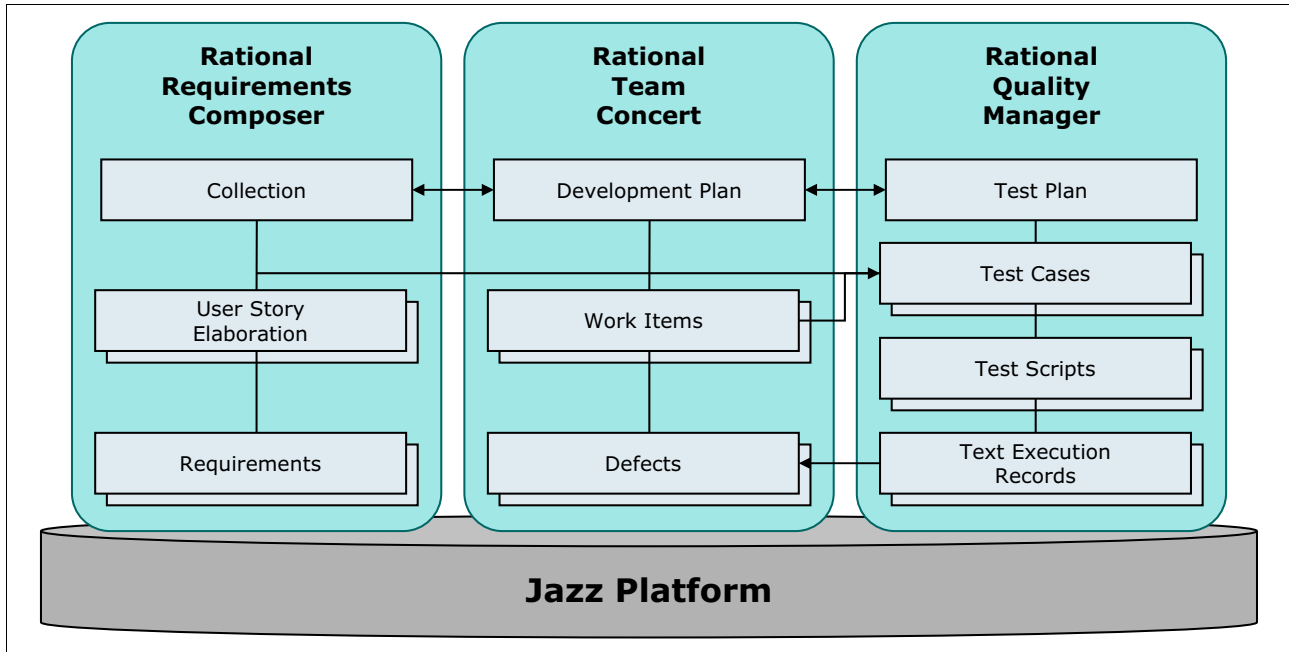 Rational
Requirements
Composer
Collection
User Story
Elaboration
Requirements
Rational
Team
Concert
Development Plan
Work Items
Defects
Rational
Quality
Manager
Test Plan
Test Cases
Test Scripts
Text Execution
Records
Jazz Platform